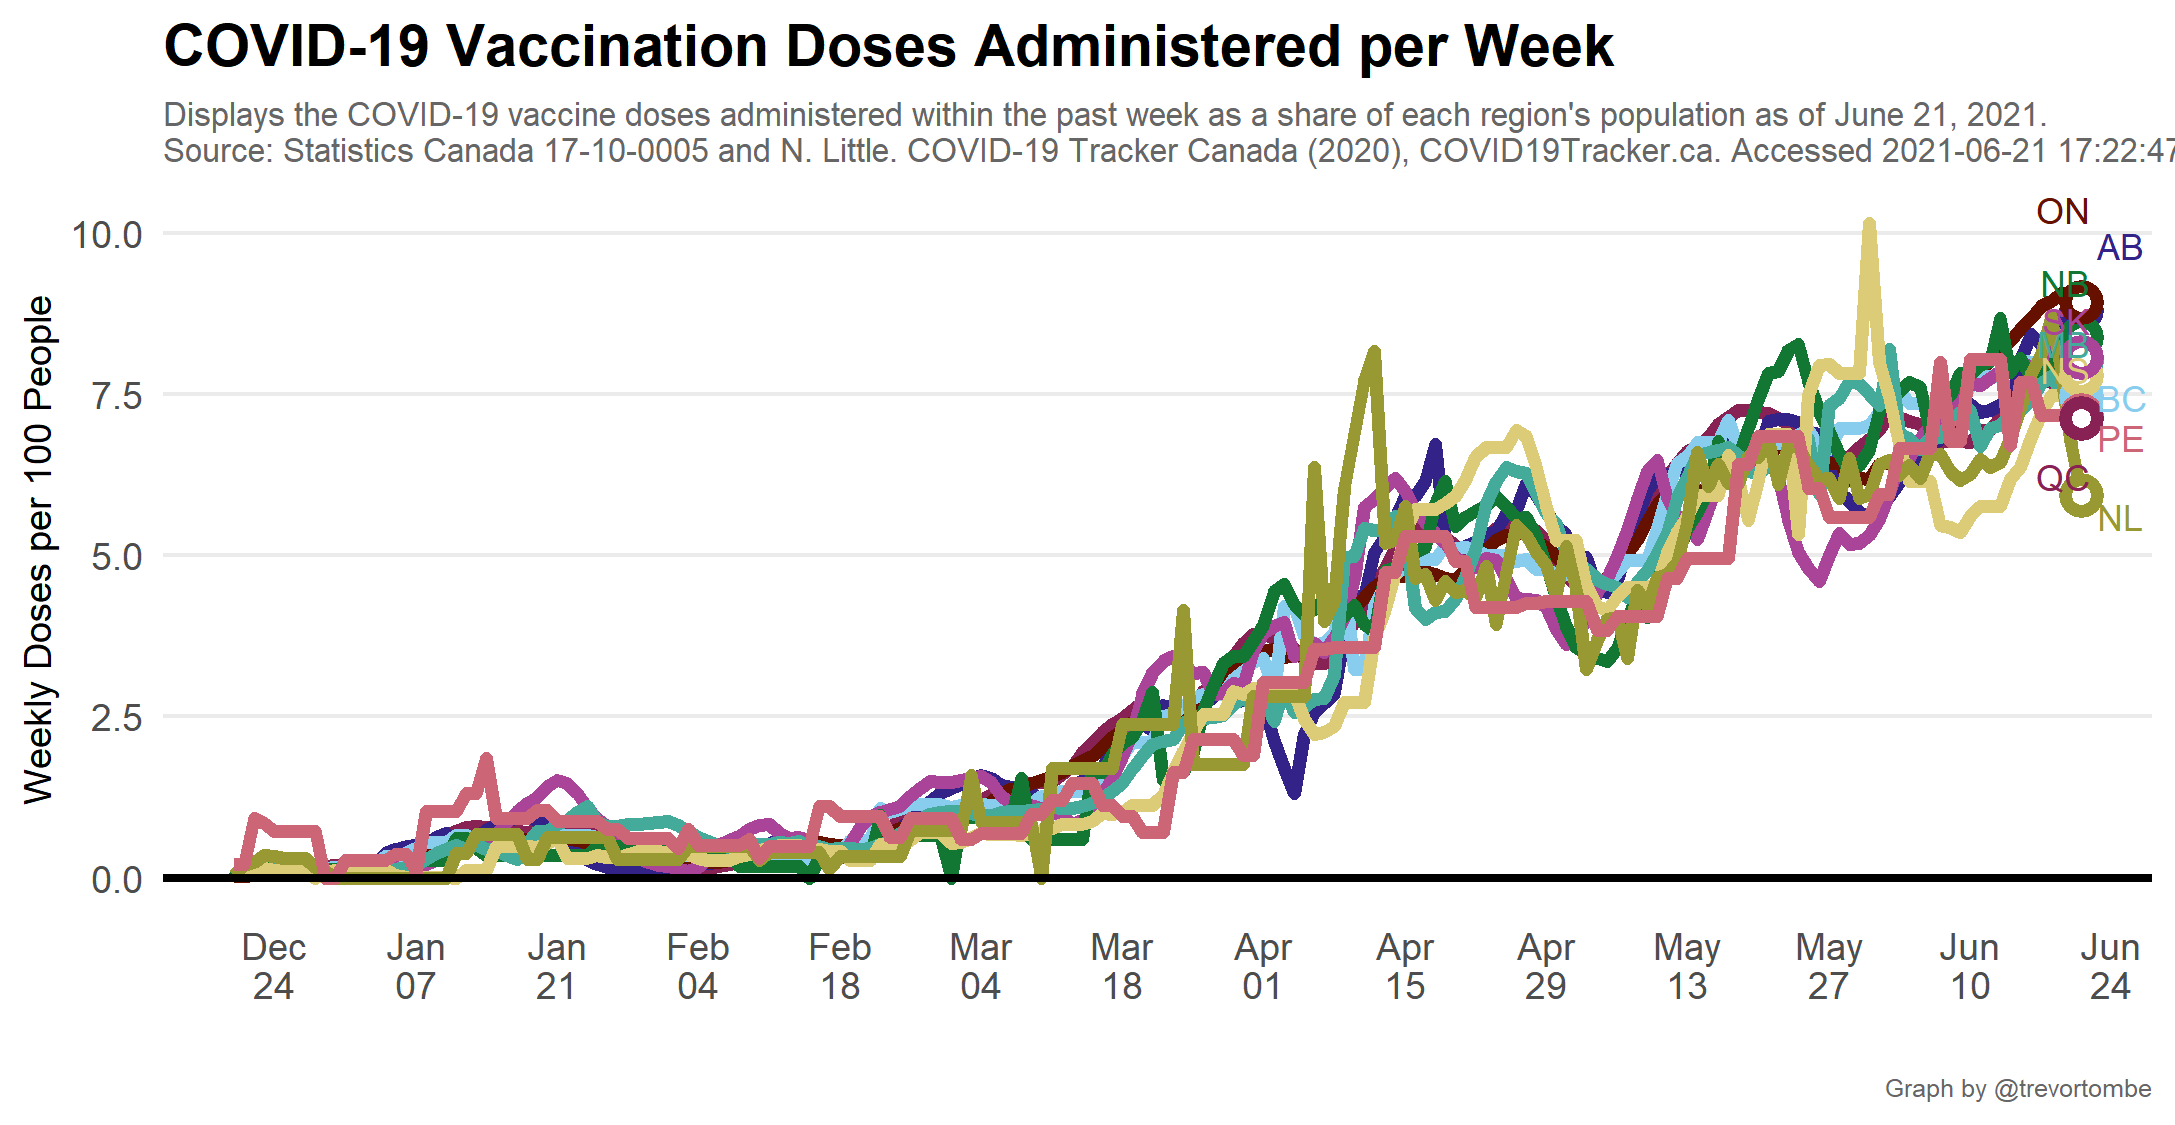 COVID-19 Vaccination Doses Administered per Week
Displays the COVID-19 vaccine doses administered within the past week as a share of each region's population as of June 21, 2021.
Source: Statistics Canada 17-10-0005 and N. Little. COVID-19 Tracker Canada (2020), COVID19Tracker.ca. Accessed 2021-06-21 17:22:47
Weekly Doses per 100 People
10.0
7.5
5.0
2.5
0.0
ON
AB
NB
SK
MB
NS
BC
PE
QC
NL
Dec 24
Jan 07
Jan 21
Feb 04
Feb 18
Mar 04
Mar 18
Apr 01
Apr 15
Apr 29
May 13
May 27
Jun 10
Jun 24
Graph by @trevortombe